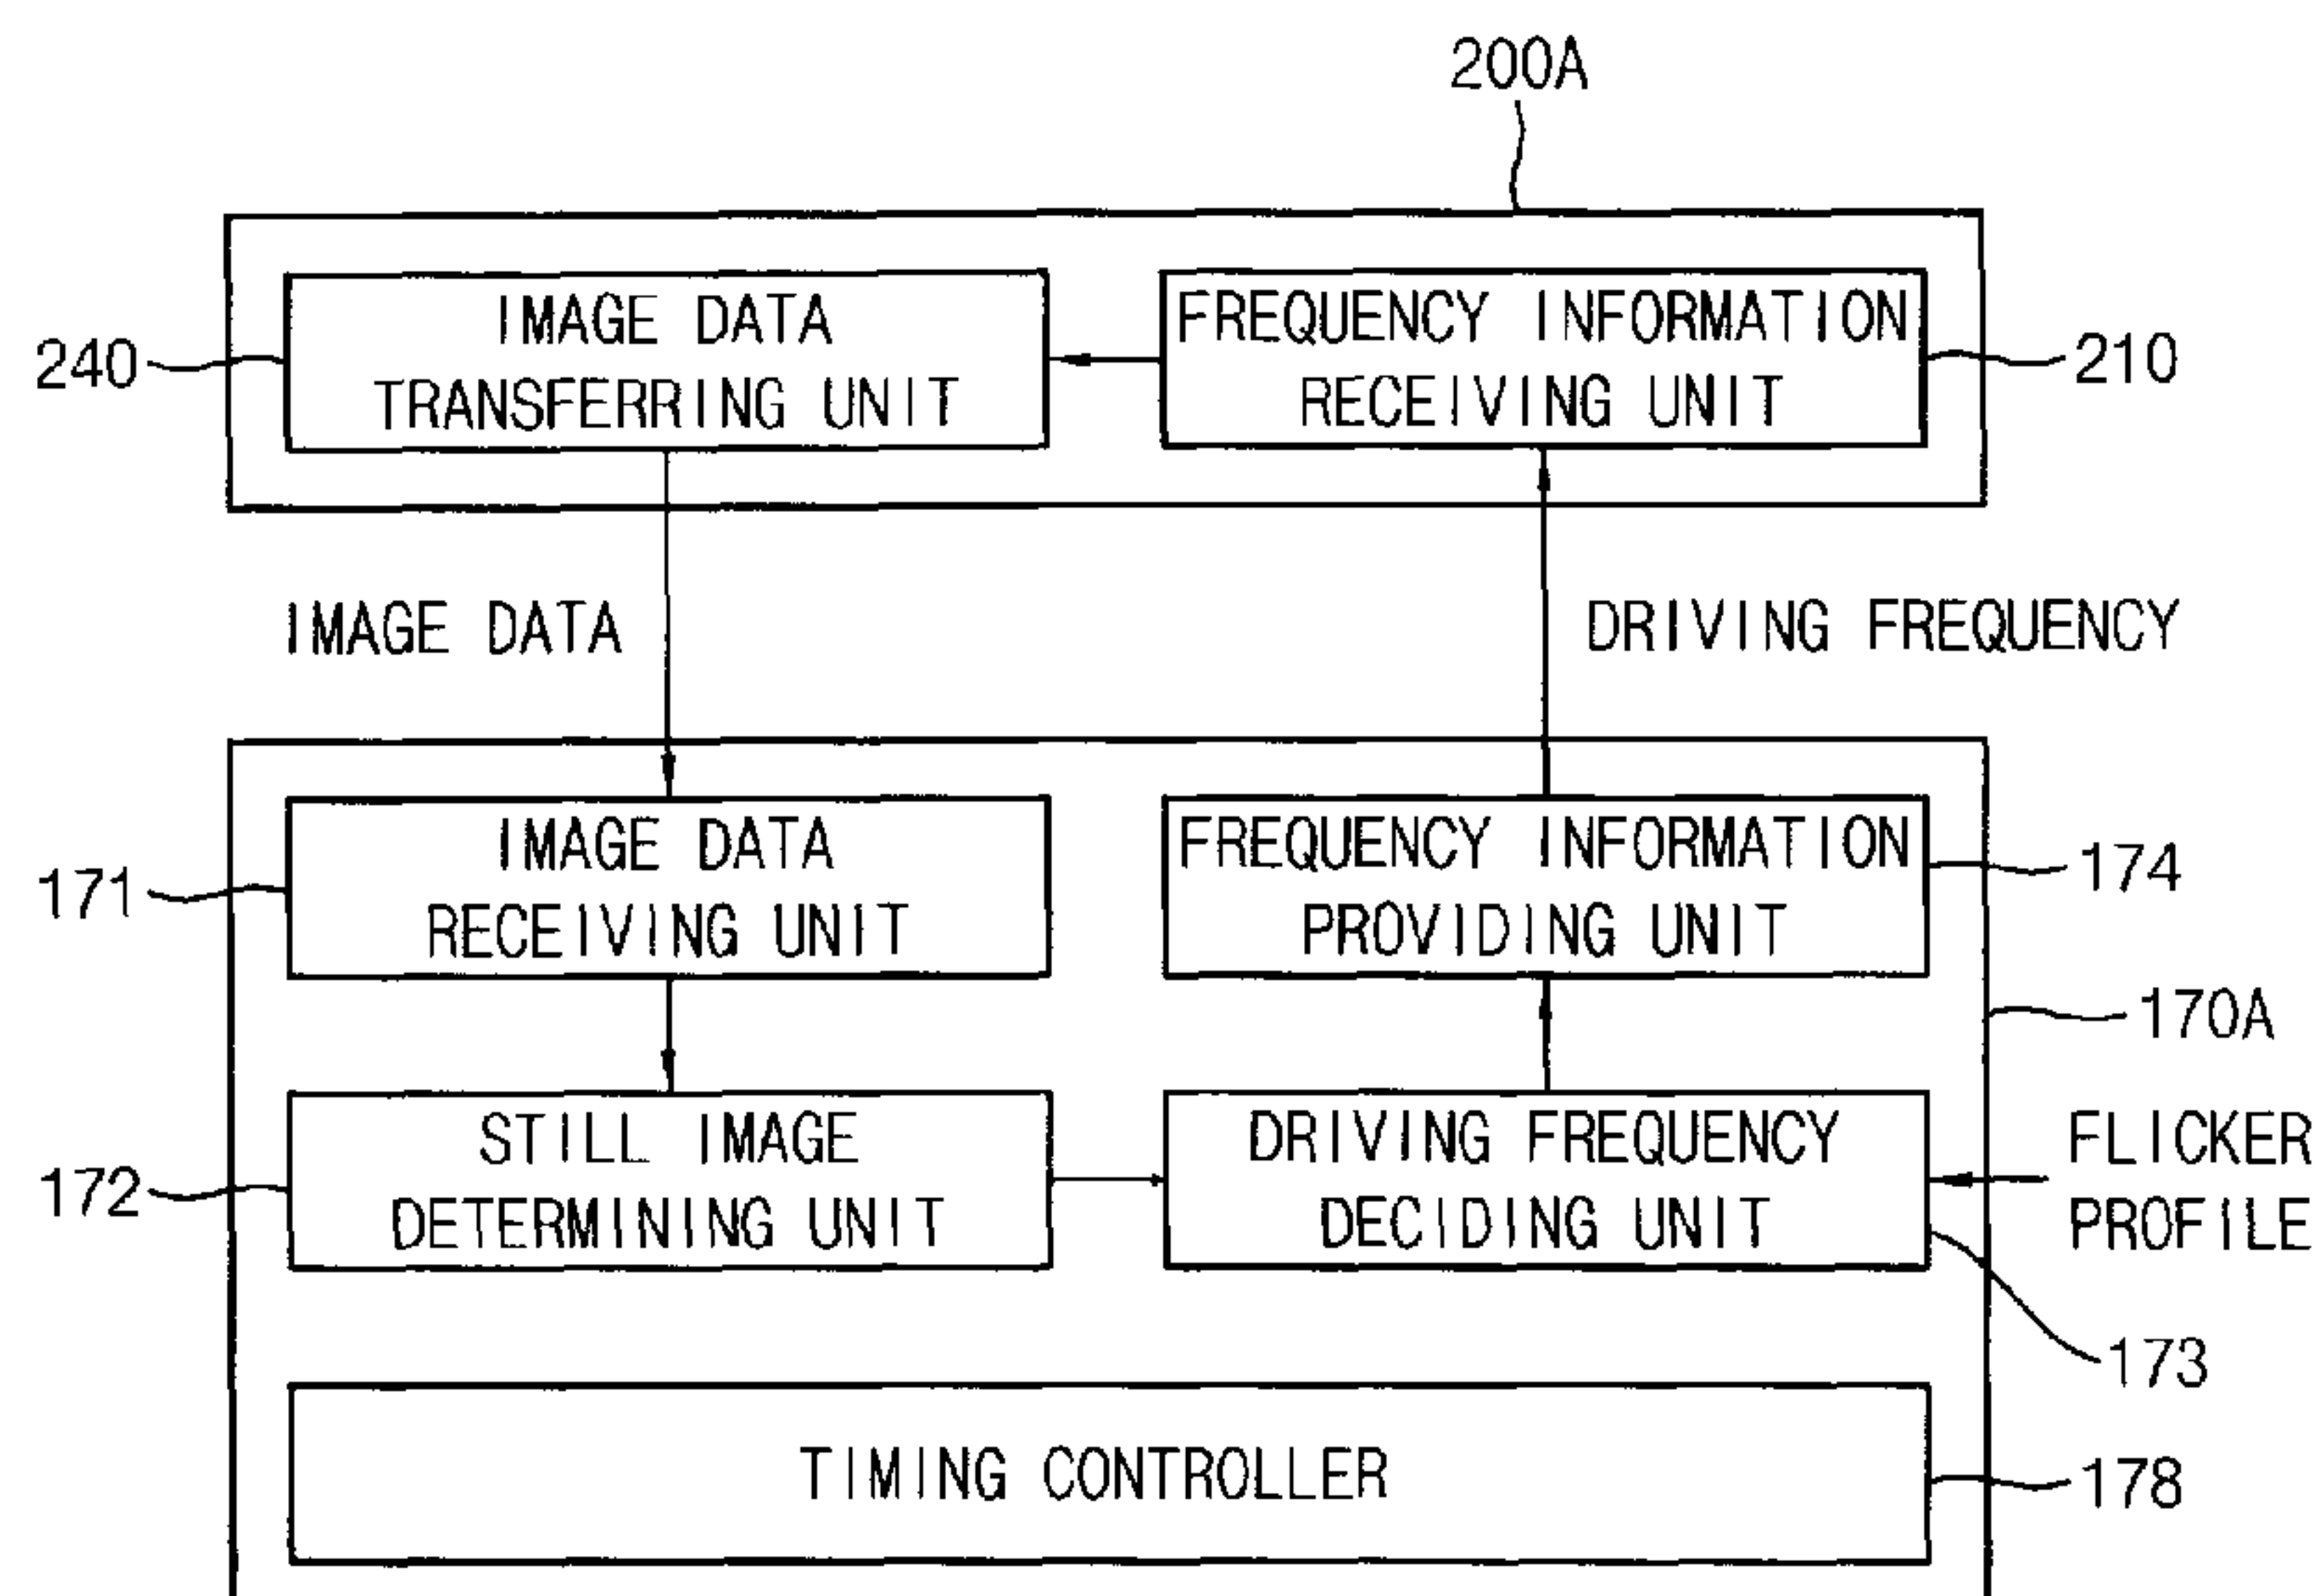 200A
IMAGE DATA
TRANSFERRING UNIT
FREQUENCY INFORMATION
RECEIVING UNIT
240
210
IMAGE DATA
DRIVING FREQUENCY
IMAGE DATA
RECEIVING UNIT
FREQUENCY INFORMATION
PROVIDING UNIT
171
174
170A
STILL IMAGE
DETERMINING UNIT
DRIVING FREQUENCY
DECIDING UNIT
FLICKER
PROFILE
172
173
TIMING CONTROLLER
178